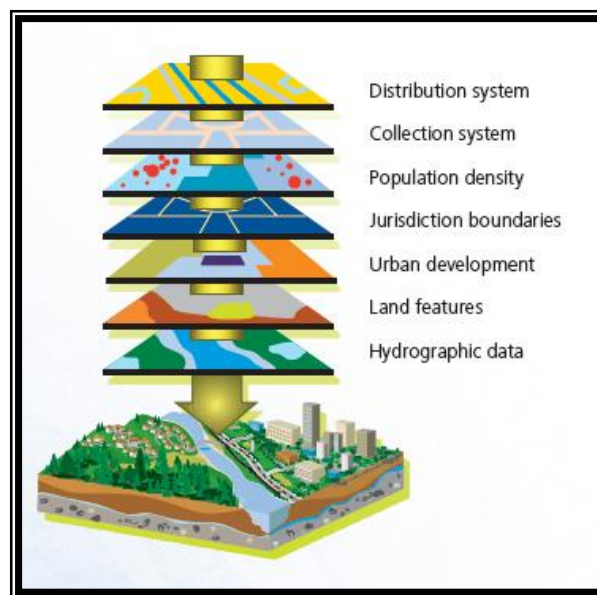 Distribution system
Collection system
Population density
Jurisdiction boundaries
Urban development
Land features
Hydrographic data